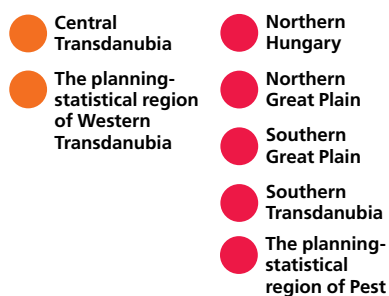 Central
Transdanubia
The planning-
statistical region
of Western
Transdanubia
Northern
Hungary
Northern
Great Plain
Southern
Great Plain
Southern
Transdanubia
The planning-
statistical
region of Pest